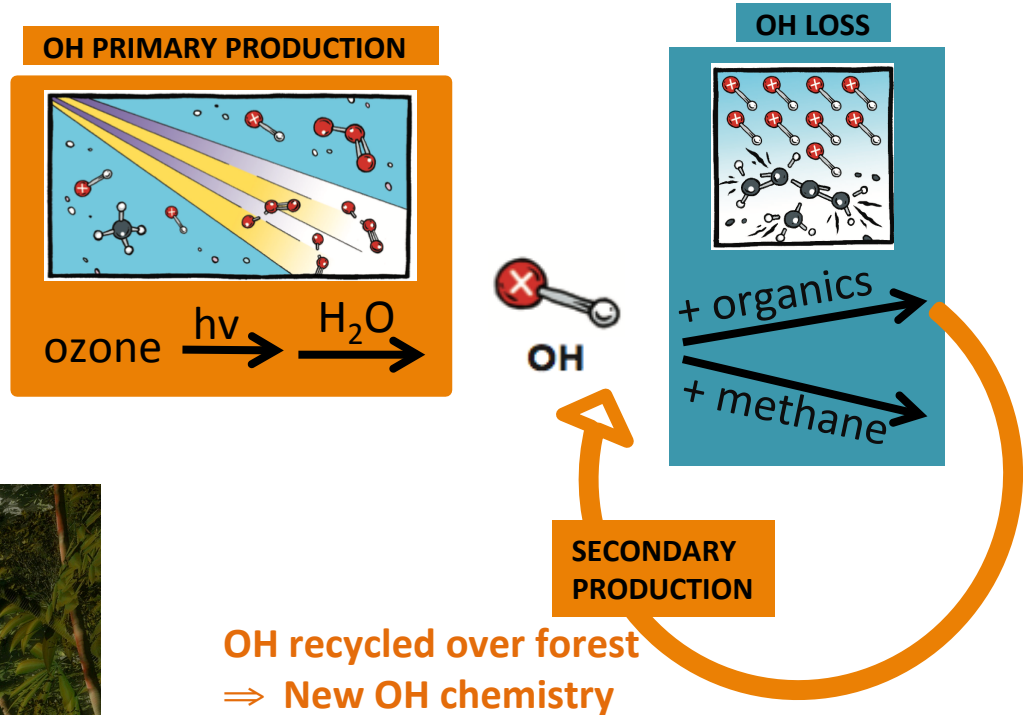 OH PRIMARY PRODUCTION
ozone hv H₂O
OH
OH LOSS
+ organics
+ methane
SECONDARY
PRODUCTION
OH recycled over forest
⇒ New OH chemistry